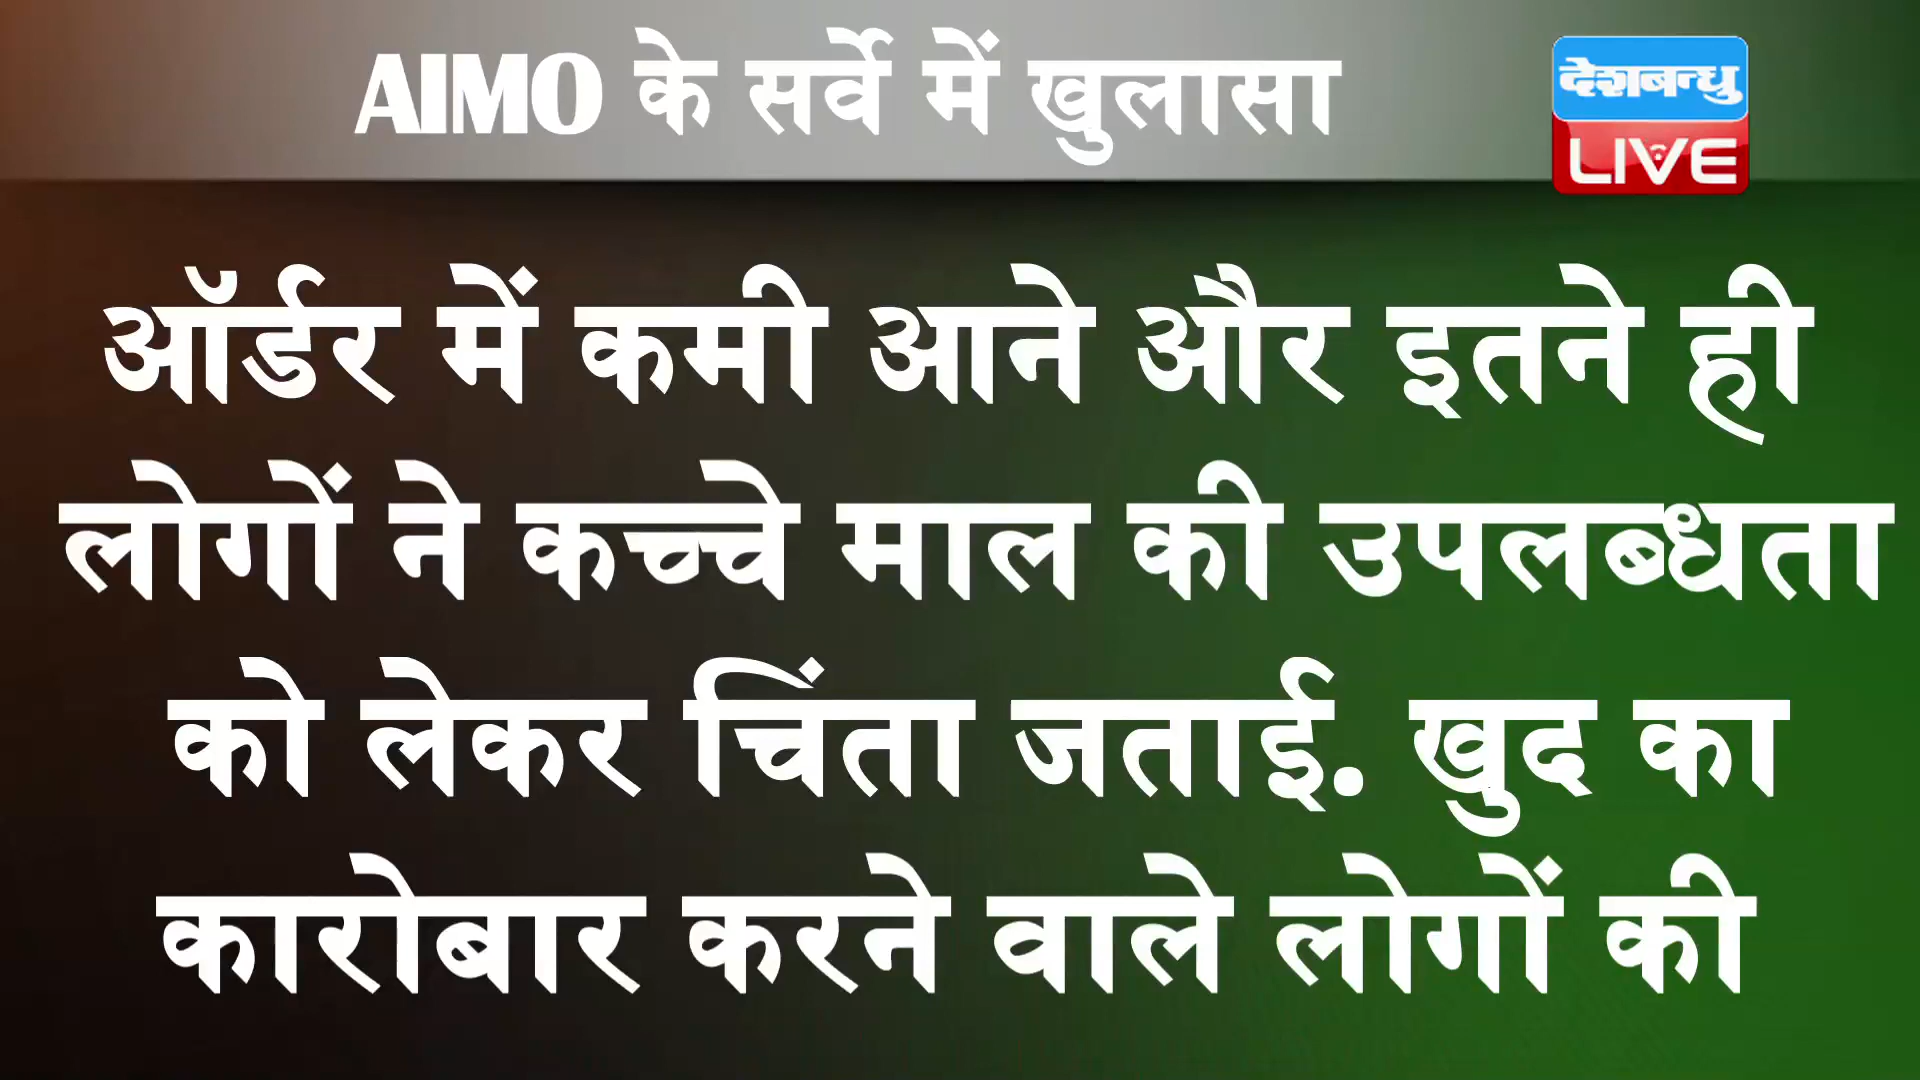 AIMO के सर्वे में खुलासा
देशबन्धु
LIVE
ऑर्डर में कमी आने और इतने ही
लोगों ने कच्चे माल की उपलब्धता
को लेकर चिंता जताई. खुद का
कारोबार करने वाले लोगों की